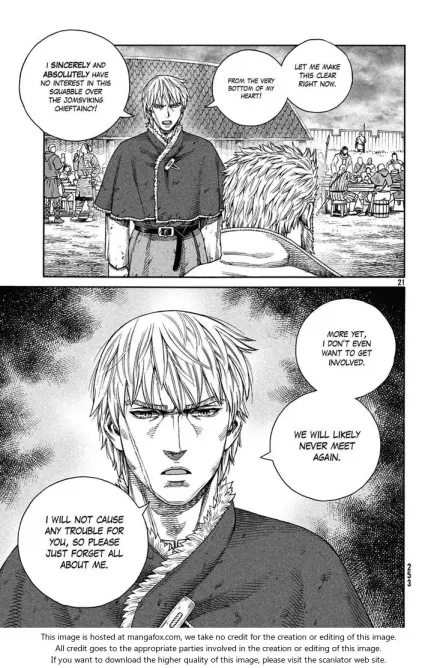 I SINCERELY AND
ABSOLUTELY HAVE
NO INTEREST IN THIS
SQUABBLE OVER
THE JOMSVIKING
CHIEFTAINCY!
FROM THE VERY
BOTTOM OF MY
HEART!
LET ME MAKE
THIS CLEAR
RIGHT NOW.
21
MORE YET,
I DON'T EVEN
WANT TO GET
INVOLVED.
WE WILL LIKELY
NEVER MEET
AGAIN.
I WILL NOT CAUSE
ANY TROUBLE FOR
YOU, SO PLEASE
JUST FORGET ALL
ABOUT ME.
253
This image is hosted at mangafox.com, we take no credit for the creation or editing of this image.
All credit goes to the appropriate parties involved in the creation or editing of this image.
If you want to download the higher quality of this image, please visit the scanlator web site.